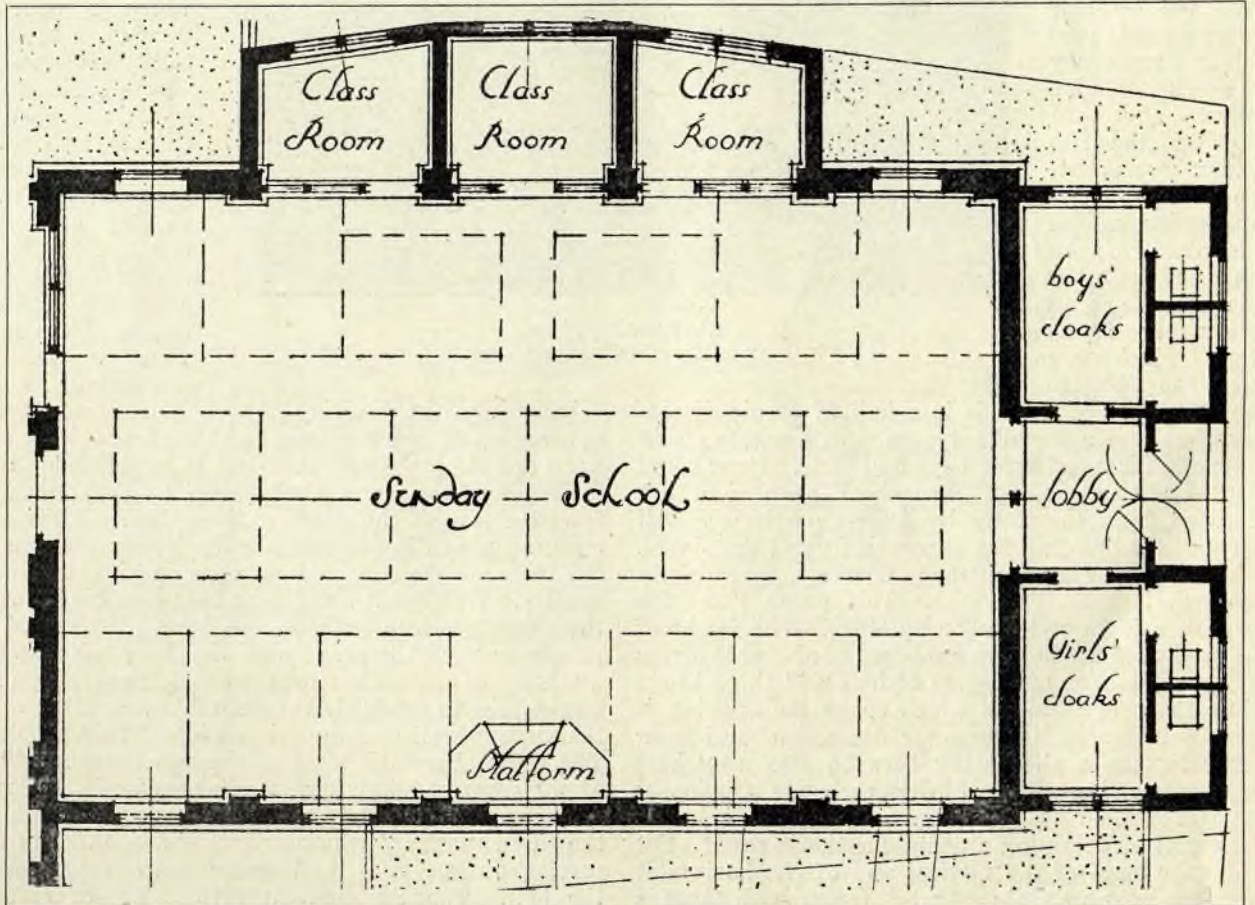 Class
Room
Class
Room
Class
Room
boys'
cloaks
Sunday School
lobby
Girls'
cloaks
Platform